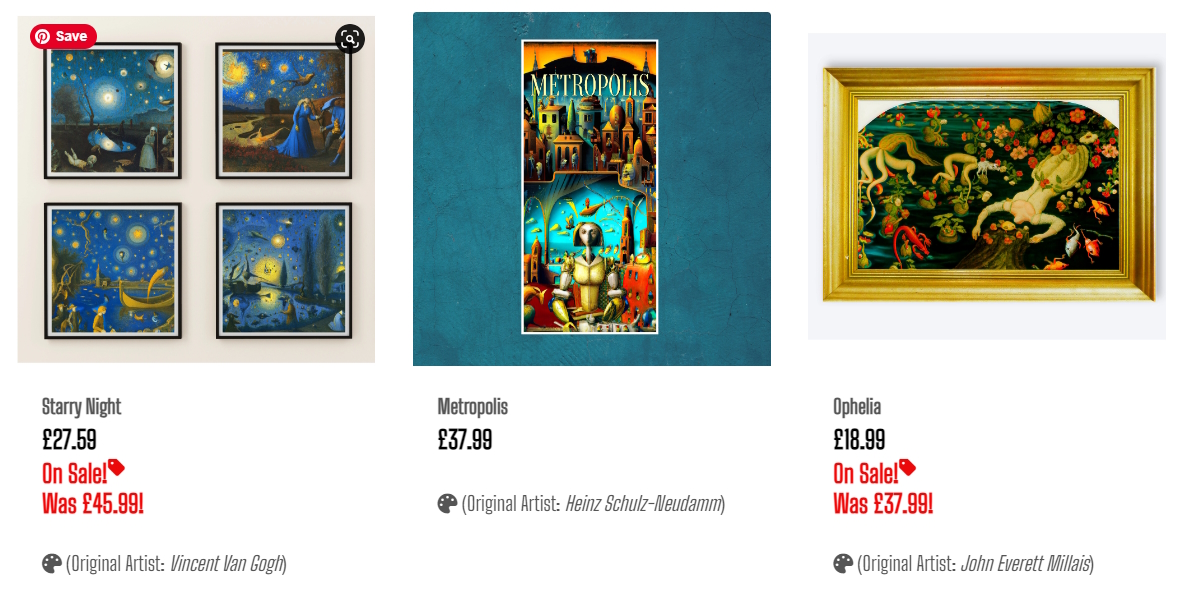 Save
METROPOLIS
Starry Night
£27.59
On Sale!
Was £45.99!
(Original Artist: Vincent Van Gogh)
Metropolis
£37.99
(Original Artist: Heinz Schulz-Neudamm)
Ophelia
£18.99
On Sale!
Was £37.99!
(Original Artist: John Everett Millais)